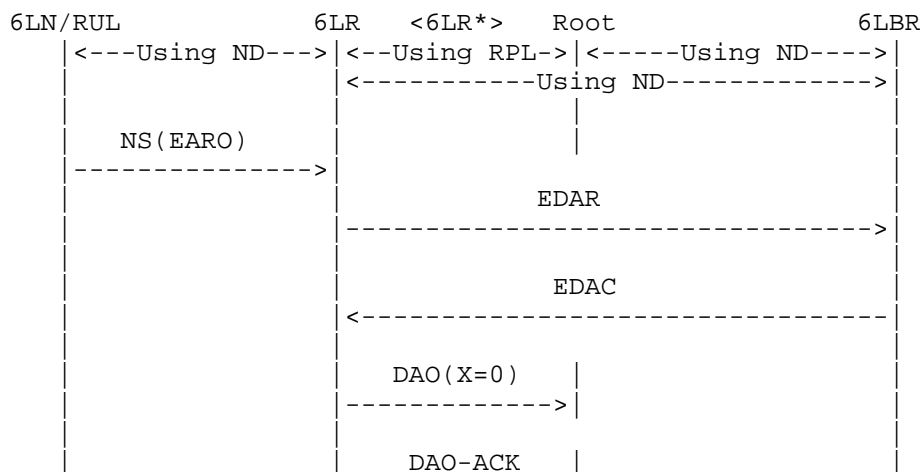 6LN/RUL 6LR <6LR*> Root 6LBR
|<---Using ND--->|<--Using RPL->|<-----Using ND---->|
| |<-----------Using ND------------->|
| | | |
| NS(EARO) | | |
|--------------->| |
| | EDAR |
| |--------------------------------->|
| | |
| | EDAC |
| |<---------------------------------|
| | |
| | DAO(X=0) | |
| |------------->| |
| | |
| | DAO-ACK | |